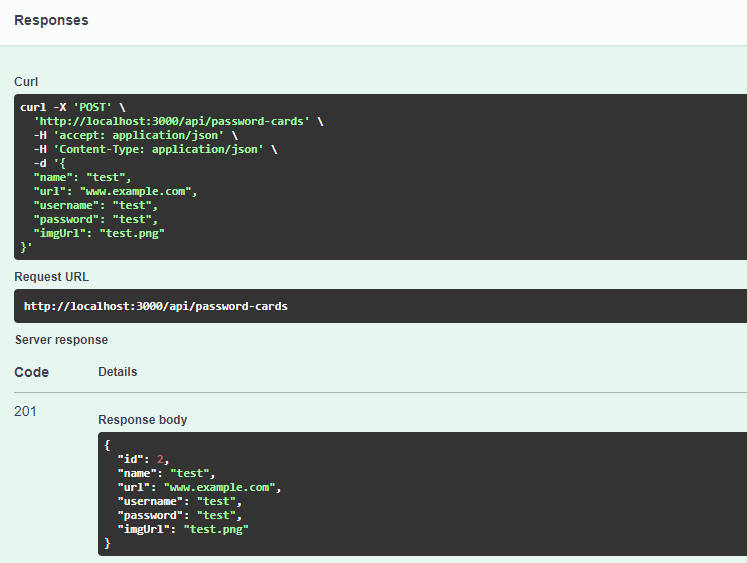 Responses
Curl
curl -X 'POST' \
  'http://localhost:3000/api/password-cards' \
  -H 'accept: application/json' \
  -H 'Content-Type: application/json' \
  -d '{
  "name": "test",
  "url": "www.example.com",
  "username": "test",
  "password": "test",
  "imgUrl": "test.png"
}'
Request URL
http://localhost:3000/api/password-cards
Server response
Code Details
201
Response body
{
  "id": 2,
  "name": "test",
  "url": "www.example.com",
  "username": "test",
  "password": "test",
  "imgUrl": "test.png"
}